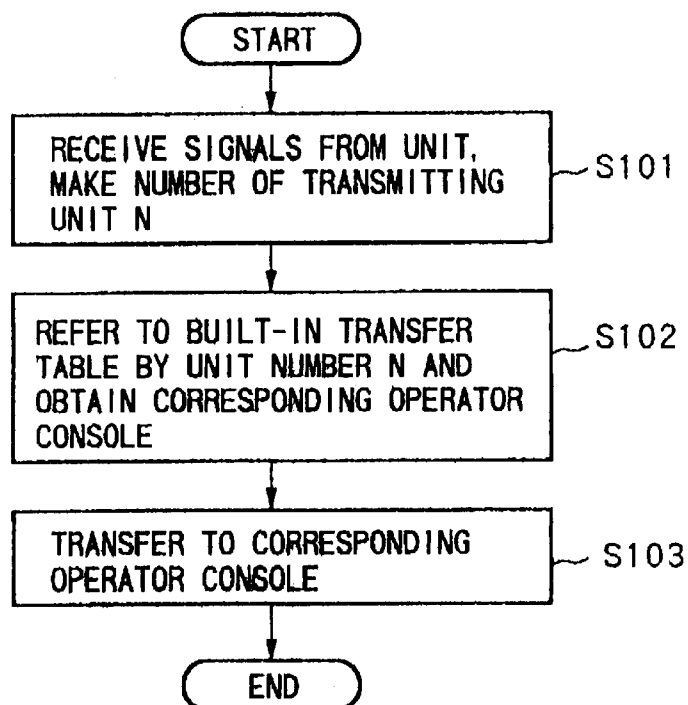 START
RECEIVE SIGNALS FROM UNIT,
MAKE NUMBER OF TRANSMITTING
UNIT N
S101
REFER TO BUILT-IN TRANSFER
TABLE BY UNIT NUMBER N AND
OBTAIN CORRESPONDING OPERATOR
CONSOLE
S102
TRANSFER TO CORRESPONDING
OPERATOR CONSOLE
S103
END